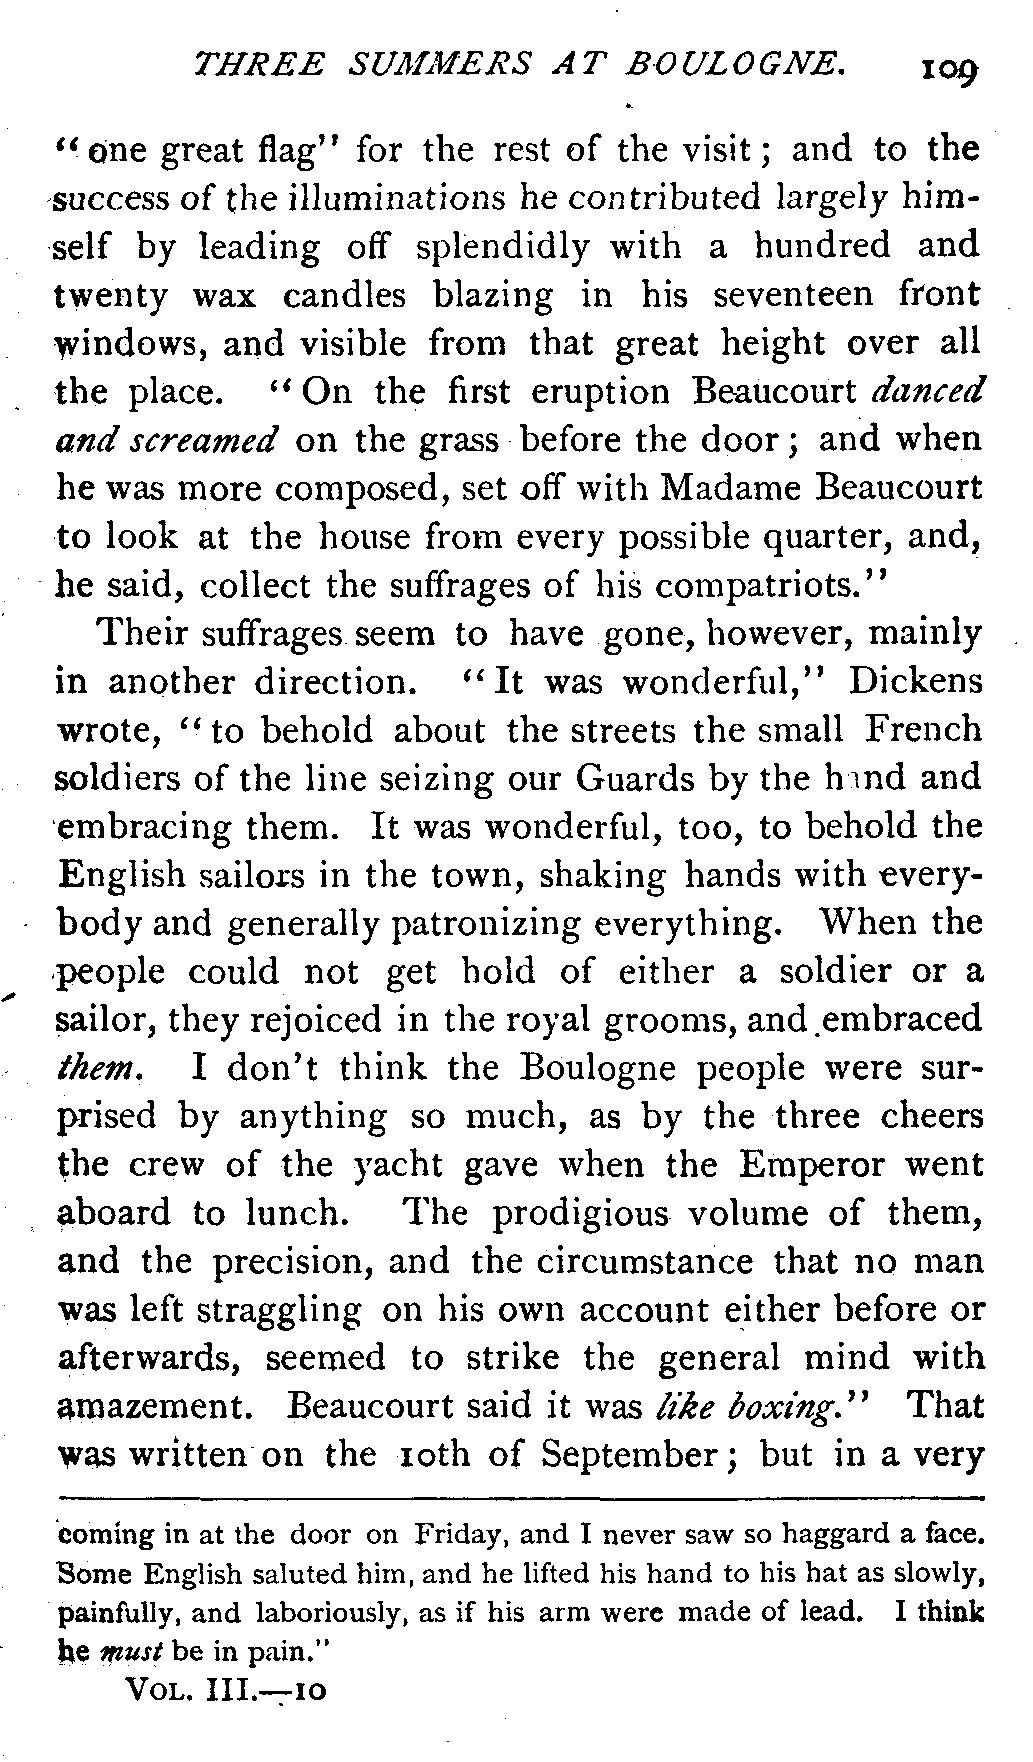 THREE SUMMERS AT BOULOGNE. 109
“one great flag” for the rest of the visit; and to the
success of the illuminations he contributed largely him-
self by leading off splendidly with a hundred and
twenty wax candles blazing in his seventeen front
windows, and visible from that great height over all
the place. “On the first eruption Beaucourt danced
and screamed on the grass before the door; and when
he was more composed, set off with Madame Beaucourt
to look at the house from every possible quarter, and,
he said, collect the suffrages of his compatriots.”
Their suffrages seem to have gone, however, mainly
in another direction. “It was wonderful,” Dickens
wrote, “to behold about the streets the small French
soldiers of the line seizing our Guards by the hand and
embracing them. It was wonderful, too, to behold the
English sailors in the town, shaking hands with every-
body and generally patronizing everything. When the
people could not get hold of either a soldier or a
sailor, they rejoiced in the royal grooms, and embraced
them. I don’t think the Boulogne people were sur-
prised by anything so much, as by the three cheers
the crew of the yacht gave when the Emperor went
aboard to lunch. The prodigious volume of them,
and the precision, and the circumstance that no man
was left straggling on his own account either before or
afterwards, seemed to strike the general mind with
amazement. Beaucourt said it was like boxing.” That
was written on the 10th of September; but in a very
coming in at the door on Friday, and I never saw so haggard a face.
Some English saluted him, and he lifted his hand to his hat as slowly,
painfully, and laboriously, as if his arm were made of lead. I think
he must be in pain.”
VOL. III.—10